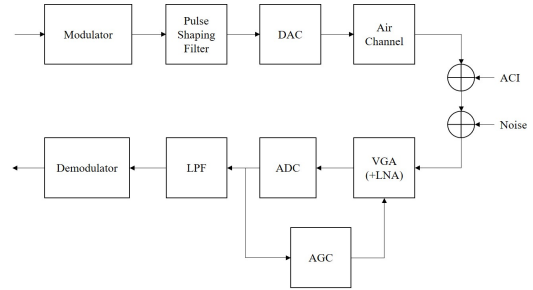 Modulator
Pulse
Shaping
Filter
DAC
Air
Channel
ACI
Noise
Demodulator
LPF
ADC
VGA
(+LNA)
AGC